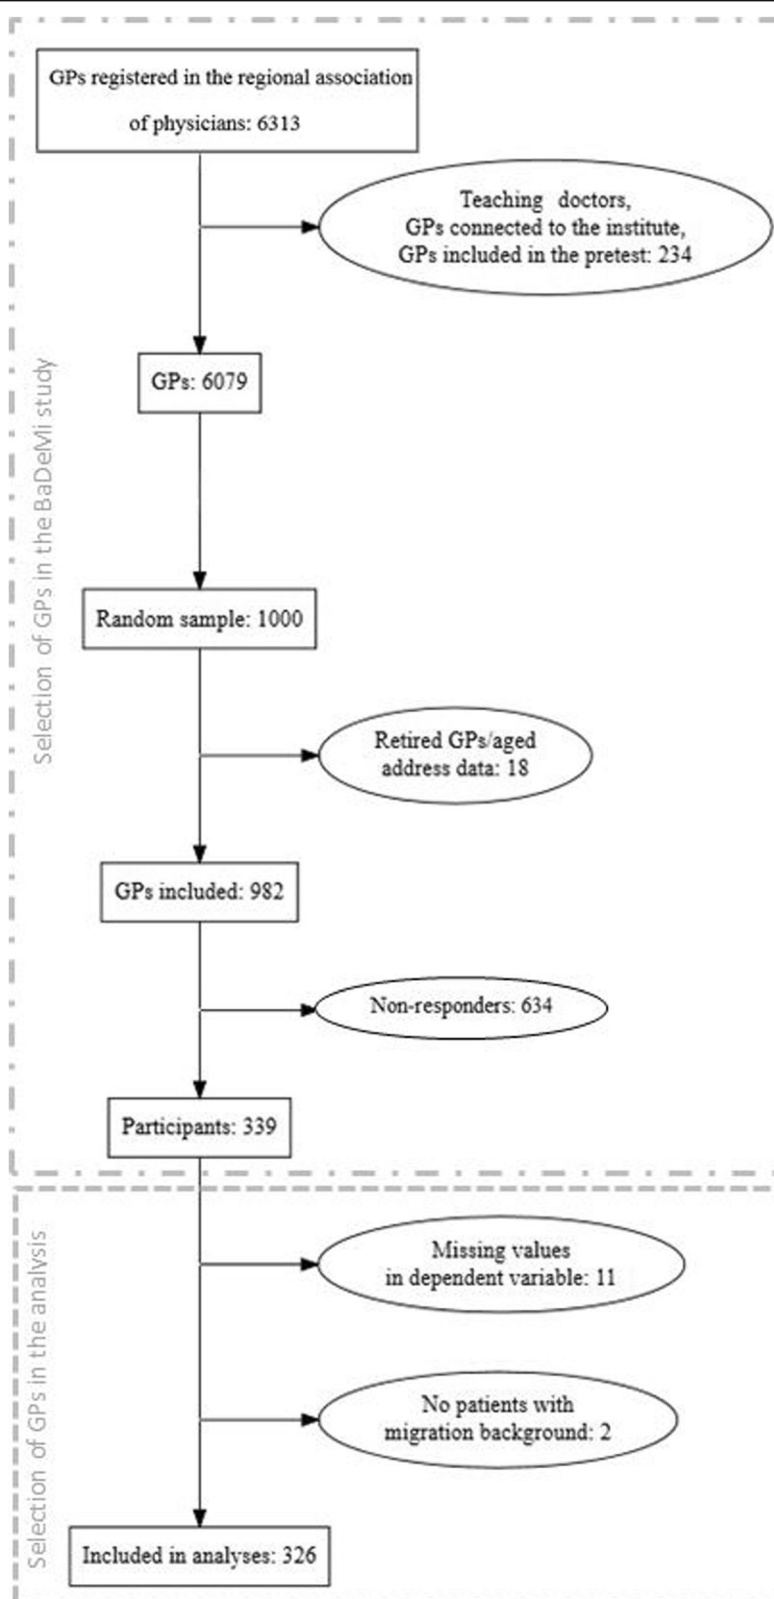 GPs registered in the regional association
of physicians: 6313
Teaching doctors,
GPs connected to the institute,
GPs included in the pretest: 234
GPs: 6079
Selection of GPs in the BaDeMi study
Random sample: 1000
Retired GPs/aged
address data: 18
GPs included: 982
Non-responders: 634
Participants: 339
Missing values
in dependent variable: 11
Selection of GPs in the analysis
No patients with
migration background: 2
Included in analyses: 326